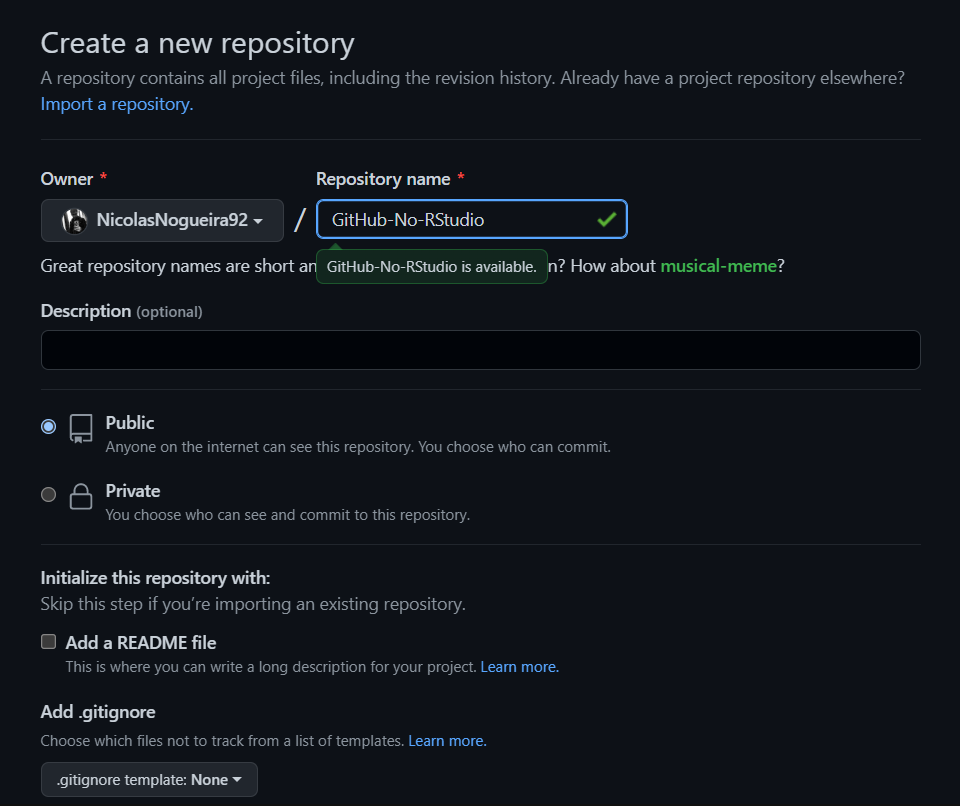 Create a new repository
A repository contains all project files, including the revision history. Already have a project repository elsewhere?
Import a repository.
Owner *
Repository name *
NicolasNogueira92
/
GitHub-No-RStudio
Great repository names are short an
GitHub-No-RStudio is available.
n? How about musical-meme?
Description (optional)
Public
Anyone on the internet can see this repository. You choose who can commit.
Private
You choose who can see and commit to this repository.
Initialize this repository with:
Skip this step if you’re importing an existing repository.
Add a README file
This is where you can write a long description for your project. Learn more.
Add .gitignore
Choose which files not to track from a list of templates. Learn more.
.gitignore template: None